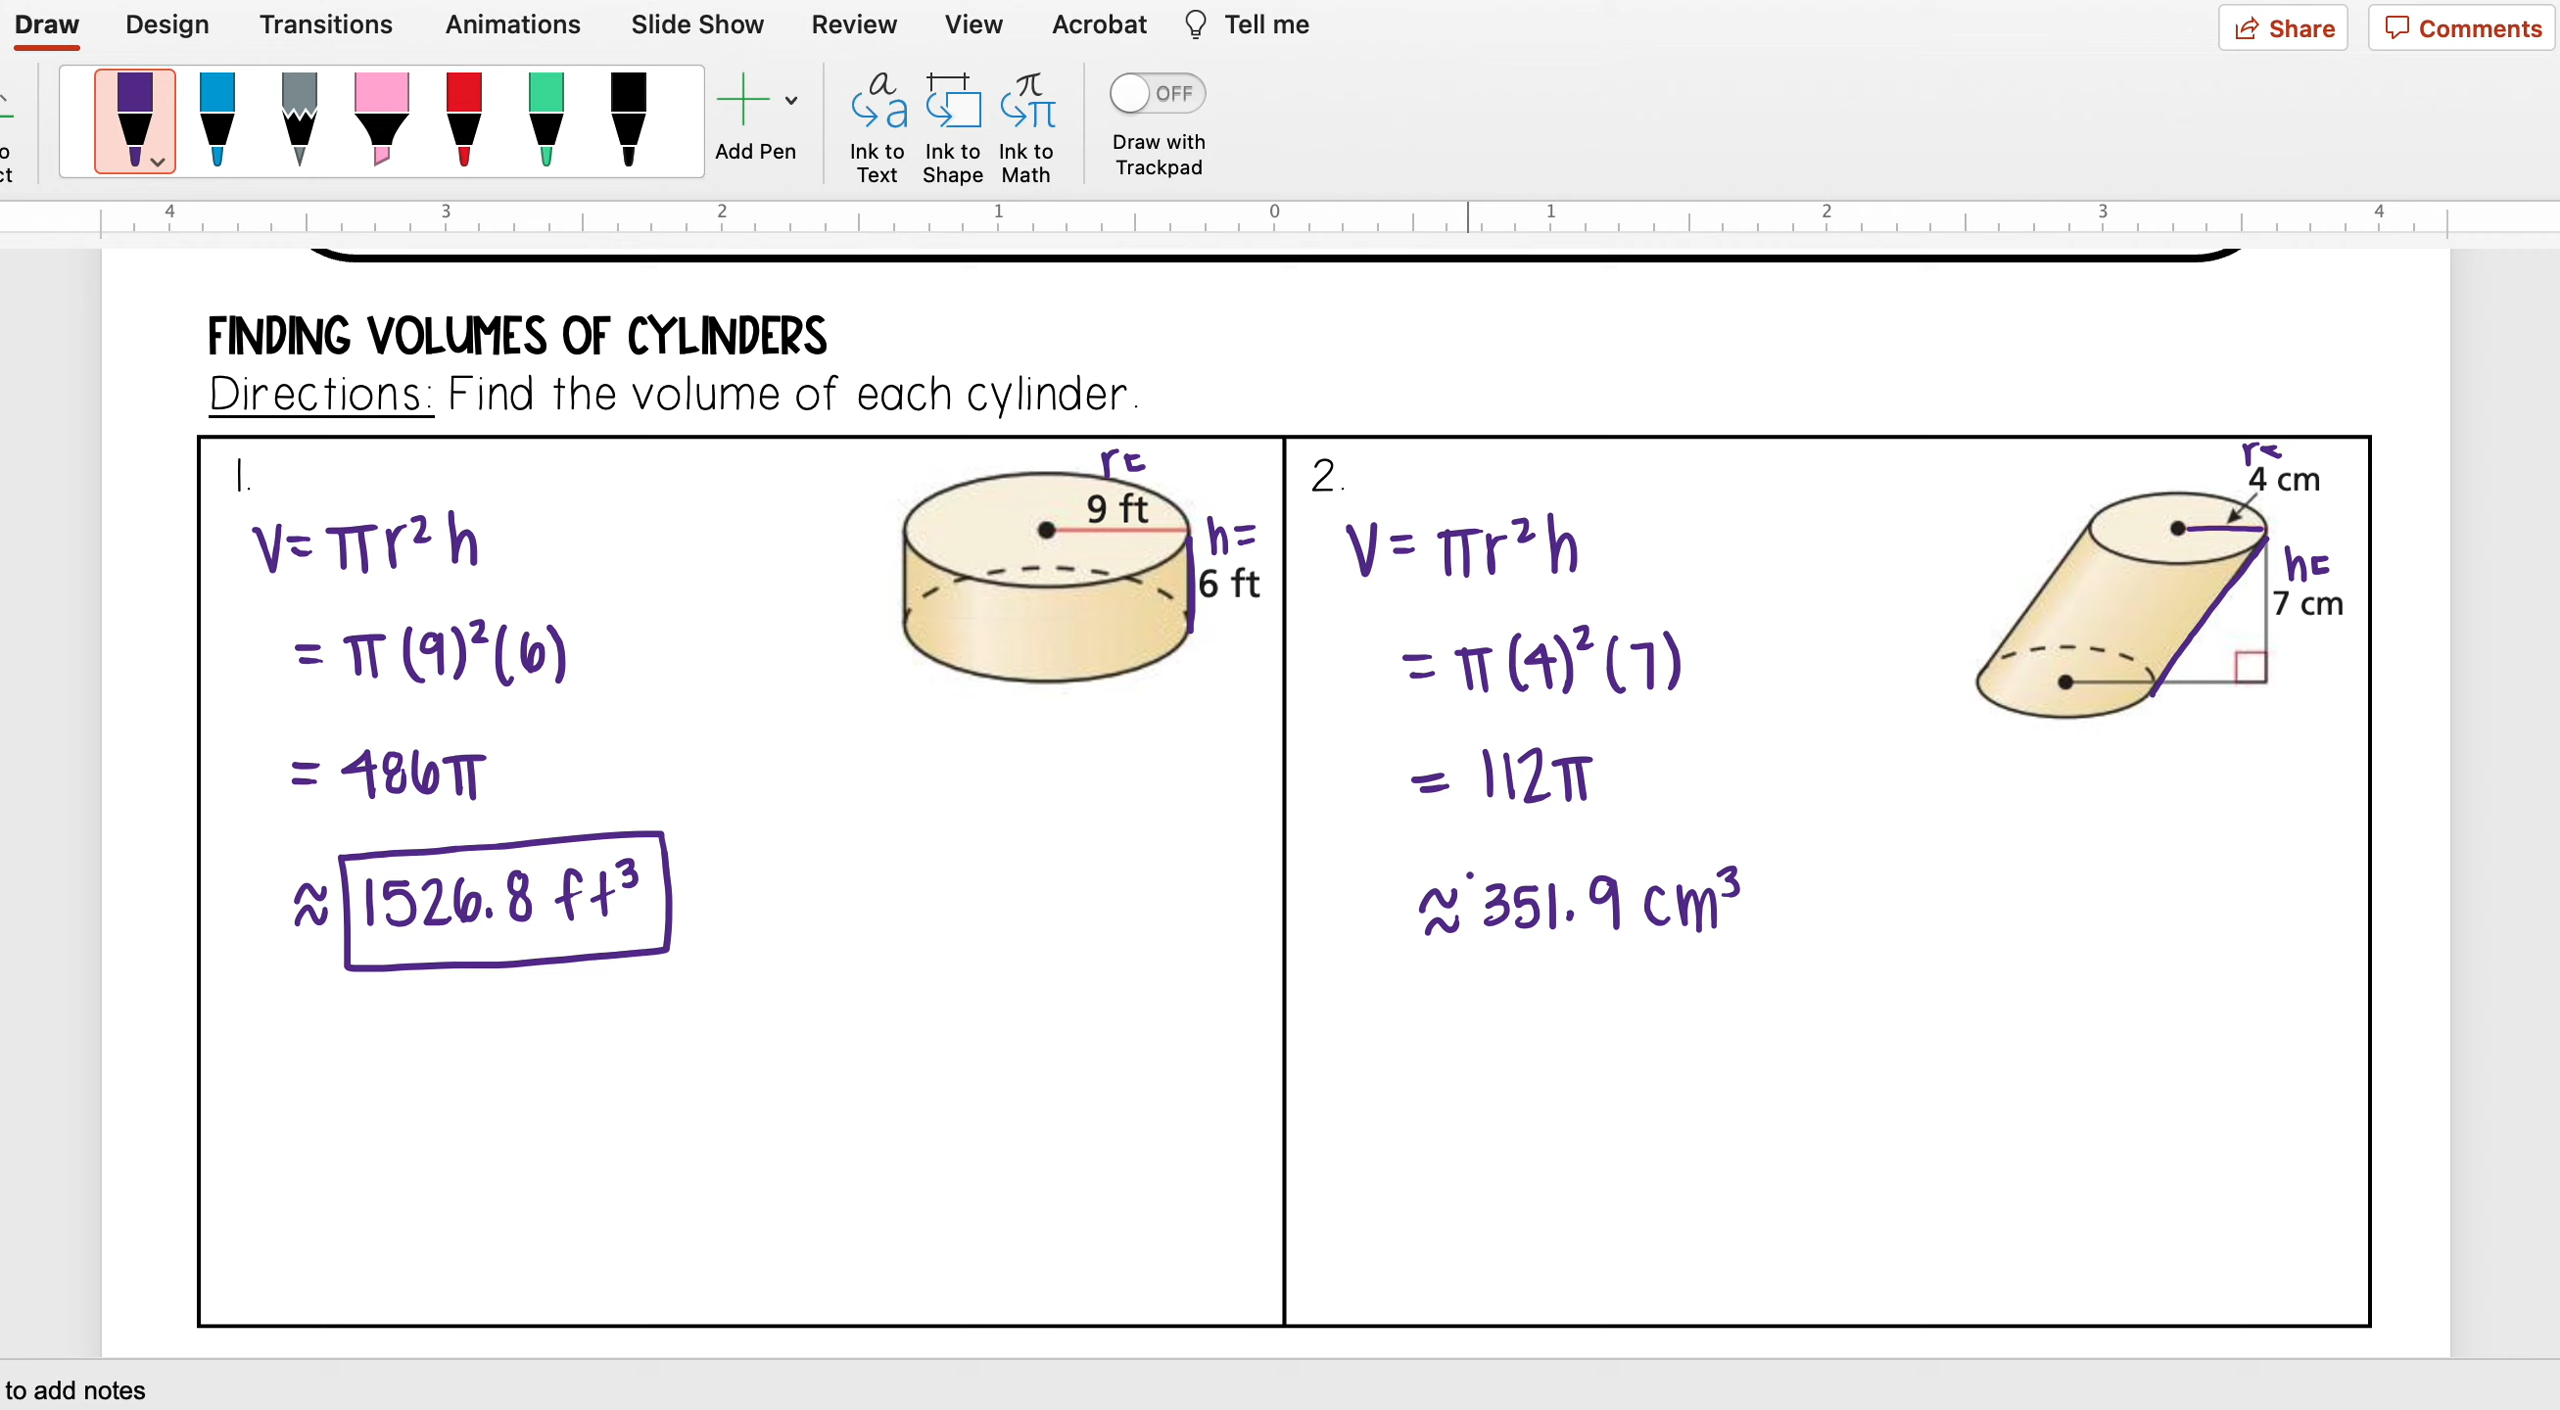 Draw Design Transitions Animations Slide Show Review View Acrobat Tell me Share Comments
Add Pen
Ink to Text
Ink to Shape
Ink to Math
OFF
Draw with Trackpad
4 3 2 1 0 1 2 3 4
FINDING VOLUMES OF CYLINDERS
Directions: Find the volume of each cylinder.
1.
r=
9 ft
h=
6 ft
V= πr² h
= π (9)²(6)
= 486π
≈ 1526.8 ft³
2.
r=
4 cm
h=
7 cm
V= πr² h
= π (4)² (7)
= 112π
≈ 351.9 cm³
to add notes